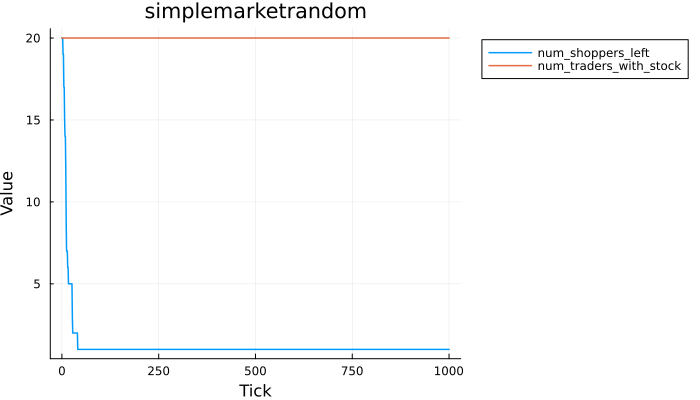 simplemarketrandom
20
15
10
5
Value
0
250
500
750
1000
Tick
num_shoppers_left
num_traders_with_stock